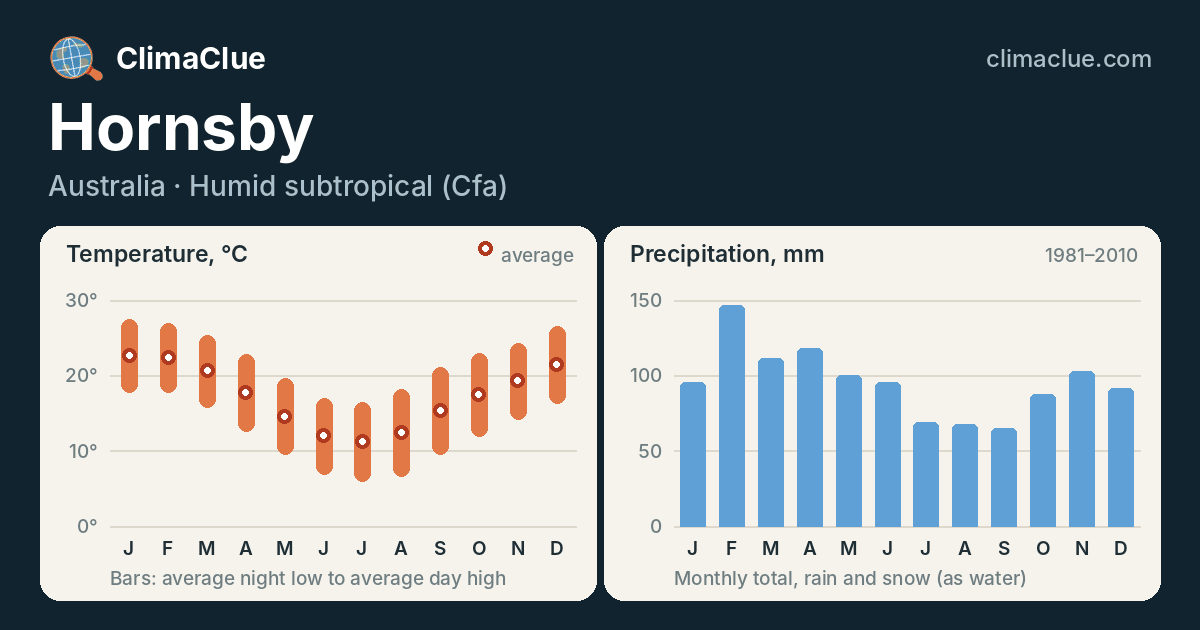 ClimaClue
climaclue.com
Hornsby
Australia · Humid subtropical (Cfa)
Temperature, °C
average
30°
20°
10°
0°
J F M A M J J A S O N D
Bars: average night low to average day high
Precipitation, mm
1981–2010
150
100
50
0
J F M A M J J A S O N D
Monthly total, rain and snow (as water)